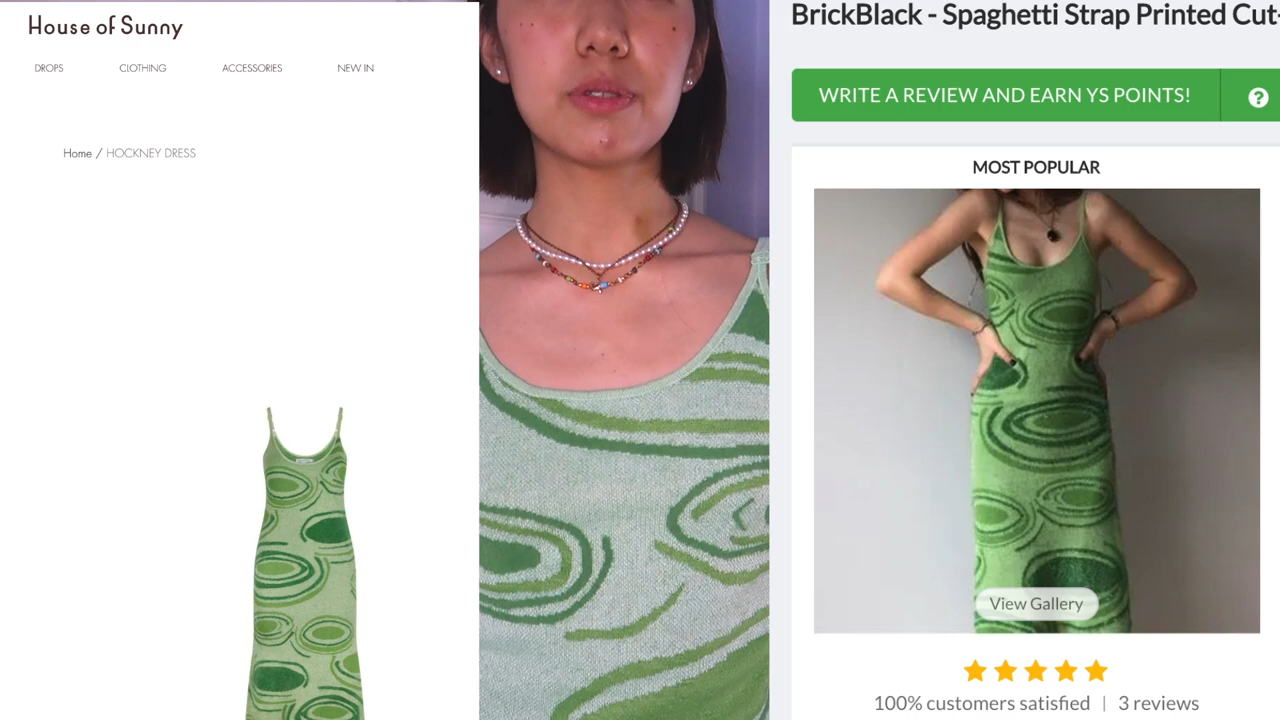 House of Sunny
DROPS
CLOTHING
ACCESSORIES
NEW IN
Home / HOCKNEY DRESS
BrickBlack - Spaghetti Strap Printed Cut-
WRITE A REVIEW AND EARN YS POINTS!
?
MOST POPULAR
View Gallery
100% customers satisfied | 3 reviews